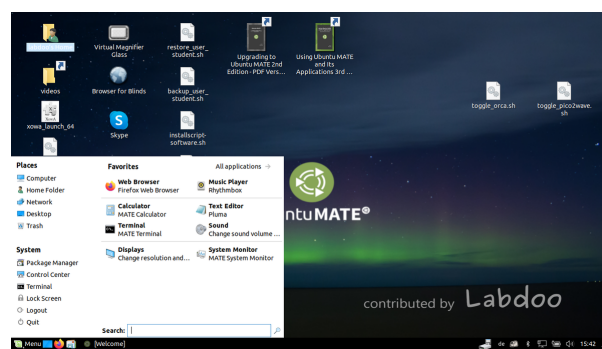 Labdoo Content
Virtual Magnifier
Glass
restore_user_
student.sh
Upgrading to
Ubuntu MATE 2nd
Edition - PDF Vers...
Using Ubuntu MATE
and Its
Applications 3rd ...
videos
Browser for Blinds
backup_user_
student.sh
toggle_orca.sh
toggle_pico2wave.
sh
xowa_launch_64
Skype
installscript-
software.sh
Places
Computer
Home Folder
Network
Desktop
Trash
System
Package Manager
Control Center
Terminal
Lock Screen
Logout
Quit
Favorites
All applications
Web Browser
Firefox Web Browser
Music Player
Rhythmbox
Calculator
MATE Calculator
Text Editor
Pluma
Terminal
MATE Terminal
Sound
Change sound volume ...
Displays
Change resolution and...
System Monitor
MATE System Monitor
Search:
ntuMATE
contributed by Labdoo
Menu
[Welcome]
de
15:42